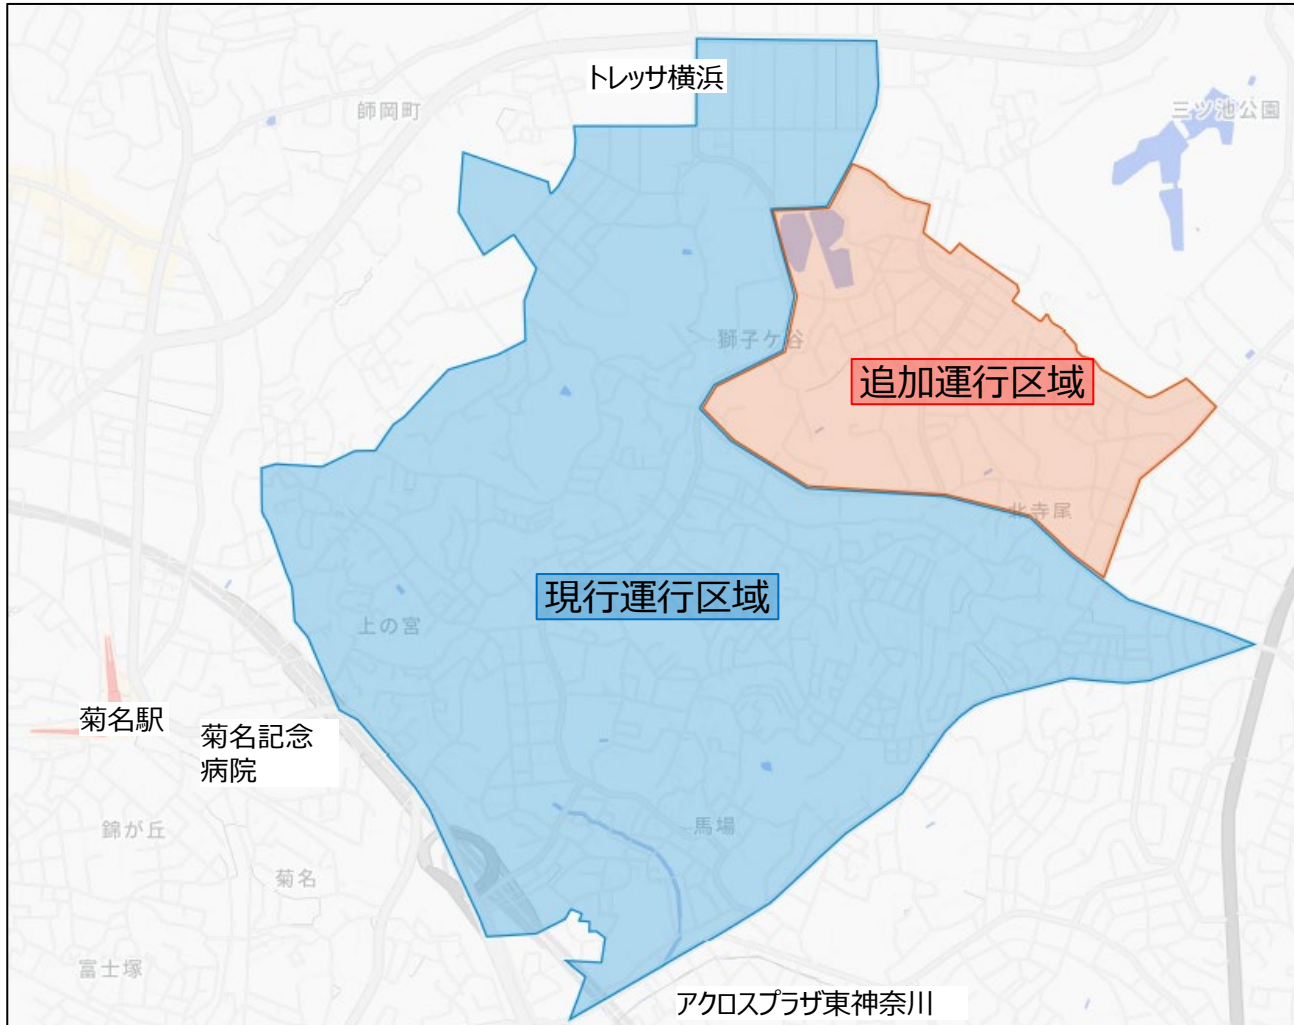 トレッサ横浜
師岡町
三ツ池公園
獅子ケ谷
追加運行区域
北寺尾
現行運行区域
上の宮
菊名駅
菊名記念
病院
馬場
錦が丘
菊名
富士塚
アクロスプラザ東神奈川